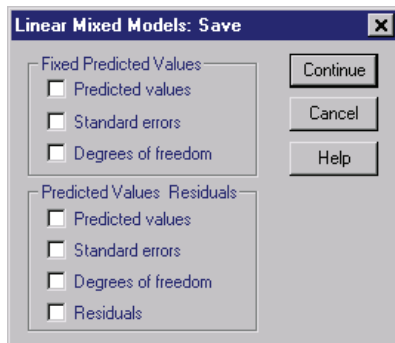 Linear Mixed Models: Save
Fixed Predicted Values
Predicted values
Standard errors
Degrees of freedom
Predicted Values Residuals
Predicted values
Standard errors
Degrees of freedom
Residuals
Continue
Cancel
Help